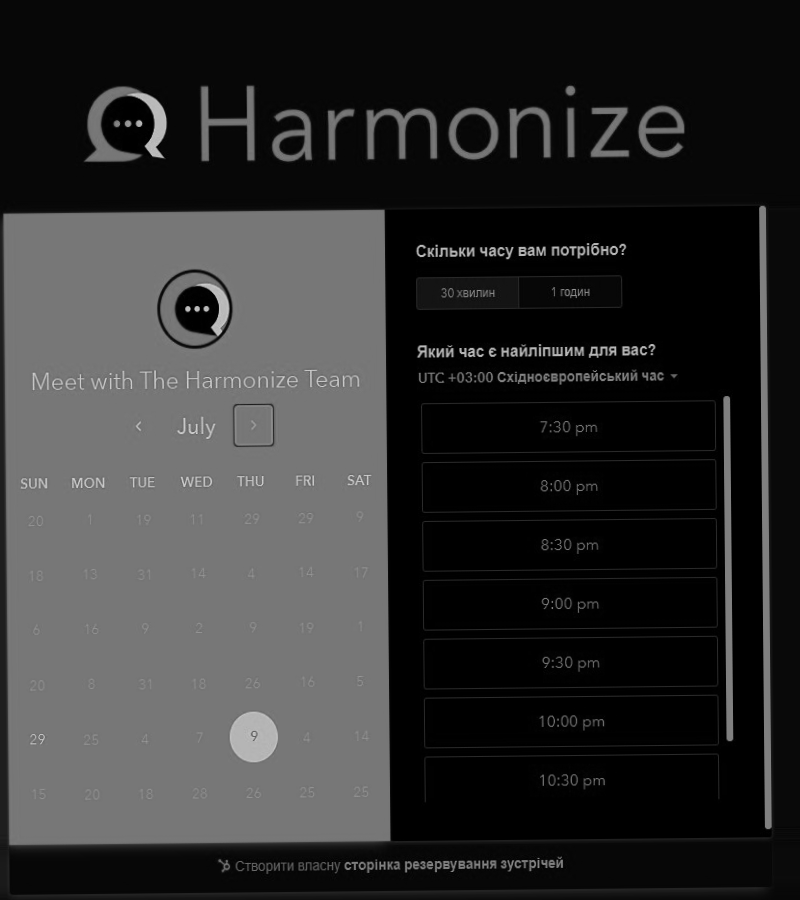 Harmonize
Meet with The Harmonize Team
July
SUN MON TUE WED THU FRI SAT
20 1 19 11 29 29 9
18 13 31 14 4 14 17
6 16 9 2 9 19 1
20 8 31 18 26 16 5
29 25 4 7 9 4 14
15 20 18 28 26 25 25
Скільки часу вам потрібно?
30 хвилин 1 годин
Який час є найліпшим для вас?
UTC +03:00 Східноєвропейський час
7:30 pm
8:00 pm
8:30 pm
9:00 pm
9:30 pm
10:00 pm
10:30 pm
Створити власну сторінка резервування зустрічей